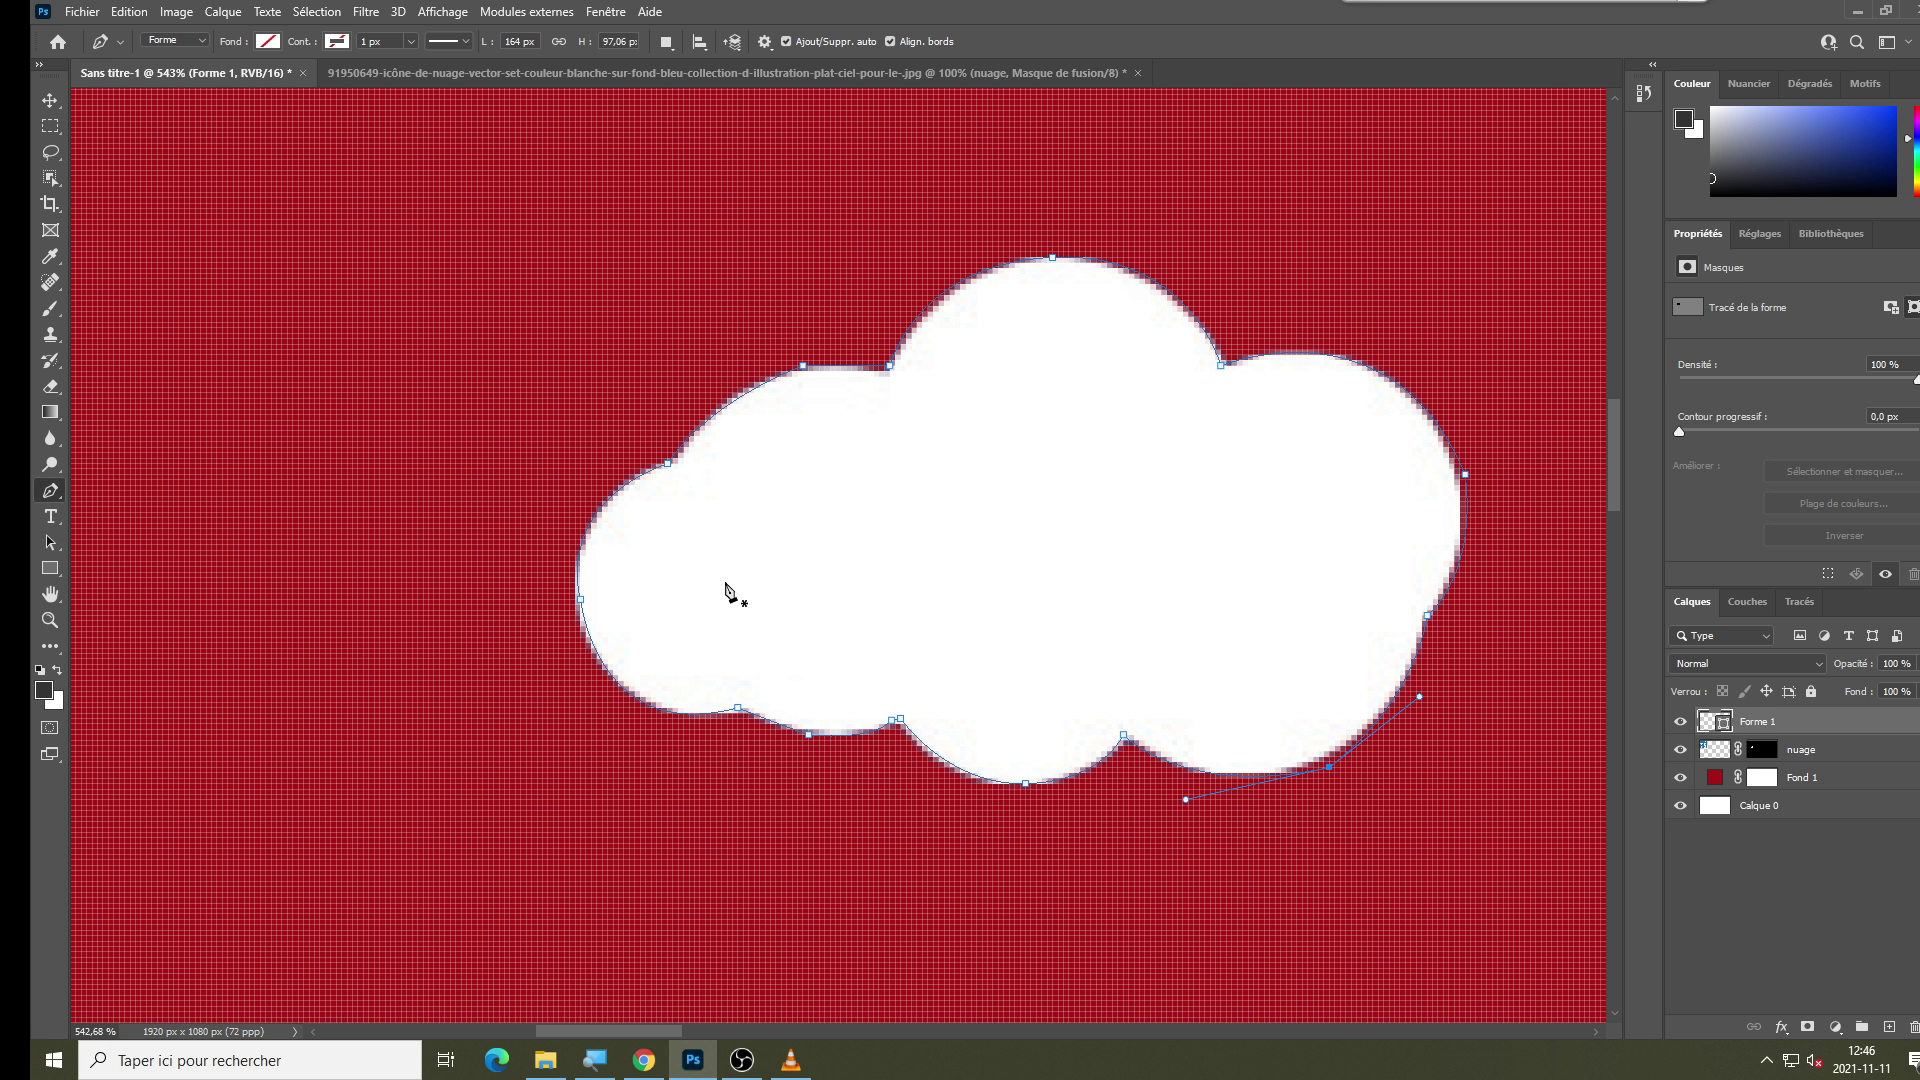 Ps Fichier Edition Image Calque Texte Sélection Filtre 3D Affichage Modules externes Fenêtre Aide
Forme Fond : Cont. : 1 px L : 164 px H : 97,06 p: Ajout/Suppr. auto Align. bords
Sans titre-1 @ 543% (Forme 1, RVB/16) * × 91950649-icône-de-nuage-vector-set-couleur-blanche-sur-fond-bleu-collection-d-illustration-plat-ciel-pour-le-.jpg @ 100% (nuage, Masque de fusion/8) * ×
Couleur Nuancier Dégradés Motifs
Propriétés Réglages Bibliothèques
Masques
Tracé de la forme
Densité : 100 %
Contour progressif : 0,0 px
Améliorer : Sélectionner et masquer...
Plage de couleurs...
Inverser
Calques Couches Tracés
Type
Normal Opacité : 100 %
Verrou : Fond : 100 %
Forme 1
nuage
Fond 1
Calque 0
fx
542,68 % 1920 px x 1080 px (72 ppp)
Taper ici pour rechercher
Ps
12:46
2021-11-11